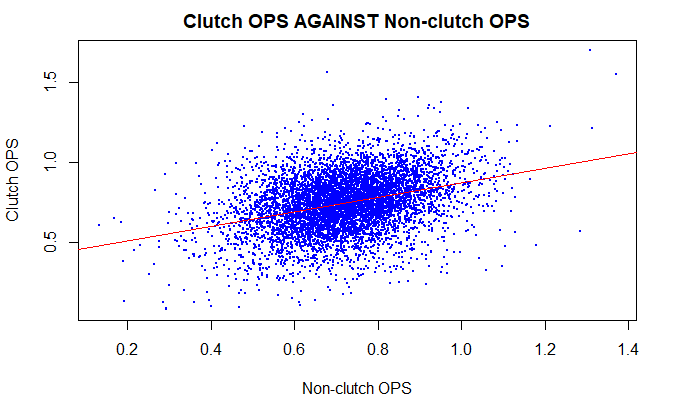 Clutch OPS AGAINST Non-clutch OPS
Clutch OPS
1.5
1.0
0.5
0.2 0.4 0.6 0.8 1.0 1.2 1.4
Non-clutch OPS